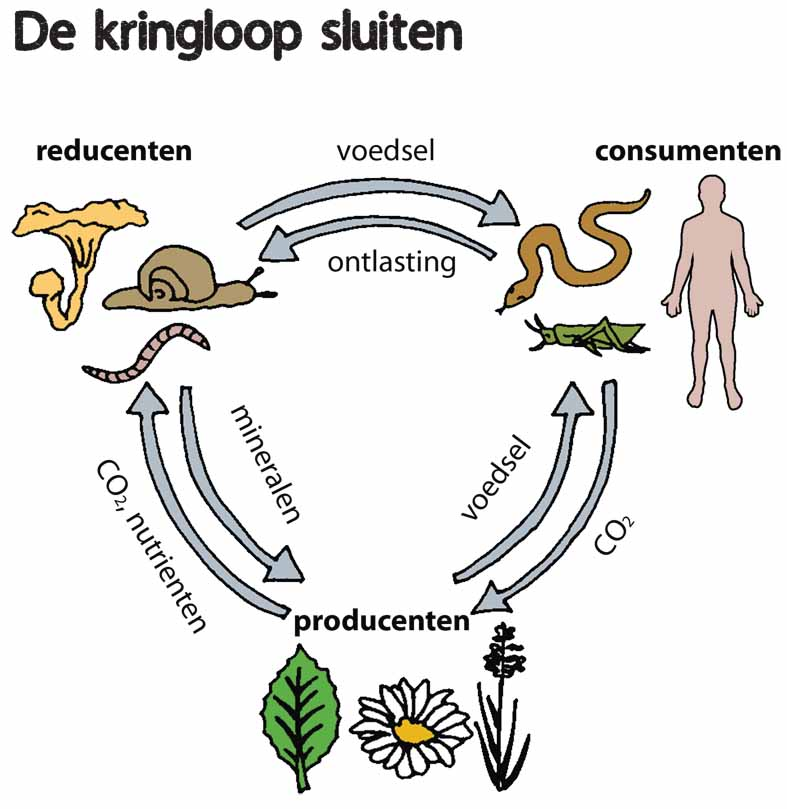 De kringloop sluiten
reducenten
voedsel
consumenten
ontlasting
mineralen
CO₂, nutrienten
voedsel
CO₂
producenten